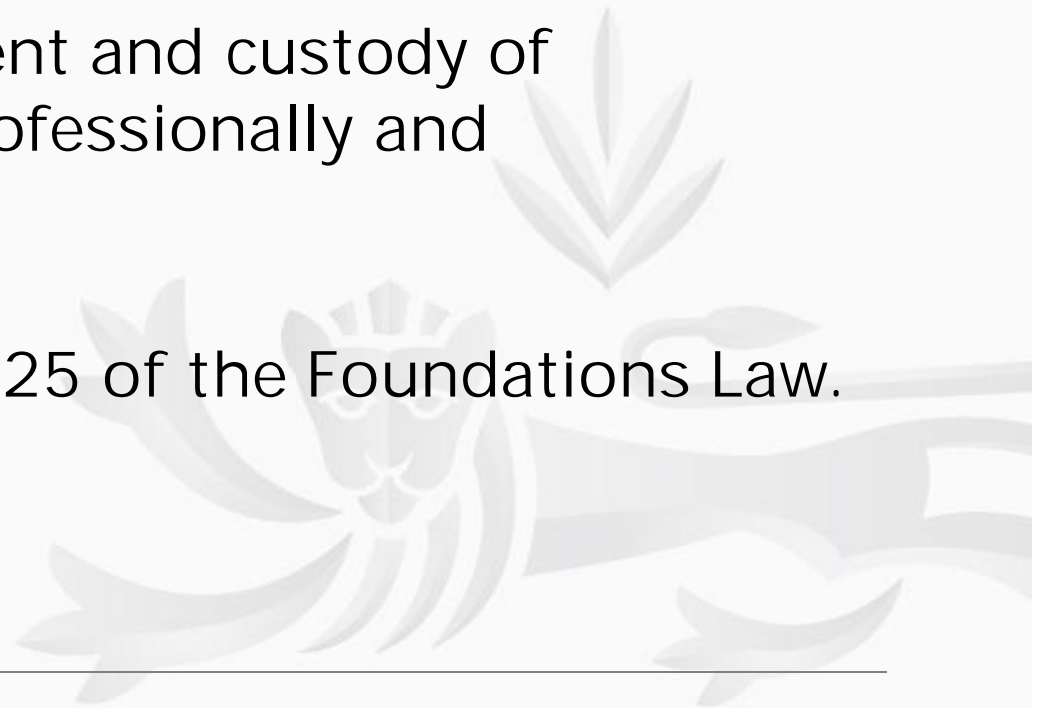 ent and custody of
ofessionally and
25 of the Foundations Law.